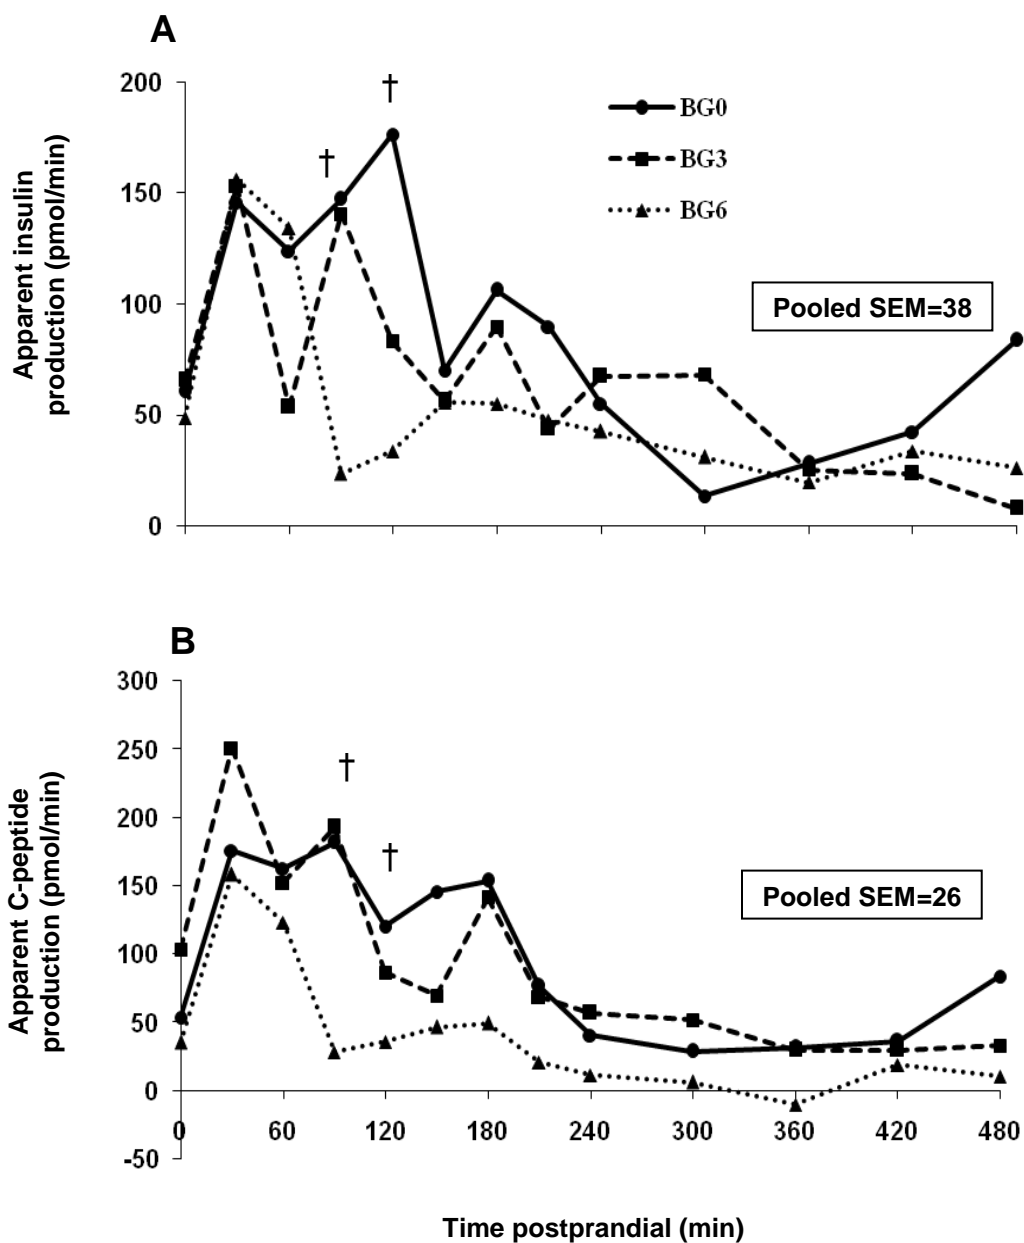 A
Apparent insulin
production (pmol/min)
200
150
100
50
0
†
†
BG0
BG3
BG6
Pooled SEM=38
B
Apparent C-peptide
production (pmol/min)
300
250
200
150
100
50
0
-50
†
†
Pooled SEM=26
0 60 120 180 240 300 360 420 480
Time postprandial (min)